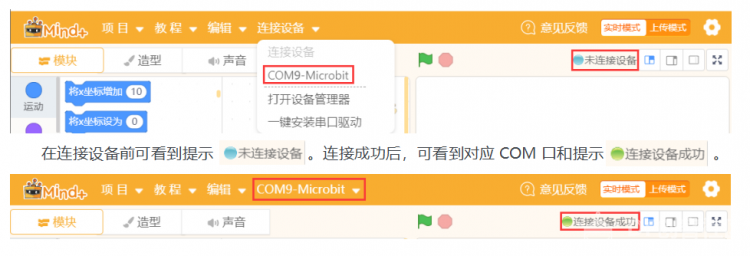 Mind+ 项目 教程 编辑 连接设备 意见反馈 实时模式 上传模式
模块 造型 声音 连接设备 未连接设备
COM9-Microbit
运动 将x坐标增加 10 打开设备管理器
将x坐标设为 0 一键安装串口驱动
在连接设备前可看到提示 未连接设备 。连接成功后，可看到对应 COM 口和提示 连接设备成功 。
Mind+ 项目 教程 编辑 COM9-Microbit 意见反馈 实时模式 上传模式
模块 造型 声音 连接设备成功